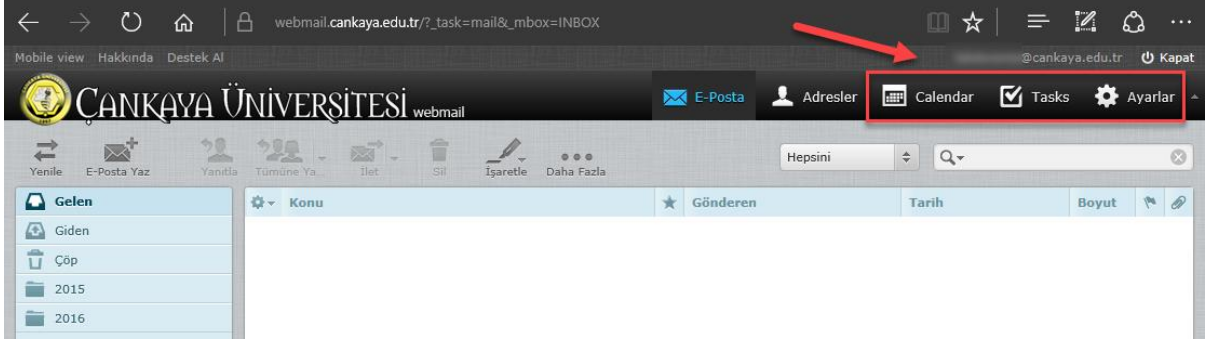 webmail.cankaya.edu.tr/?_task=mail&_mbox=INBOX
Mobile view Hakkında Destek Al @cankaya.edu.tr Kapat
ÇANKAYA ÜNİVERSİTESİ webmail E-Posta Adresler Calendar Tasks Ayarlar
Yenile E-Posta Yaz Yanıtla Tümüne Ya... İlet Sil İşaretle Daha Fazla Hepsini
Gelen Konu Gönderen Tarih Boyut
Giden
Çöp
2015
2016